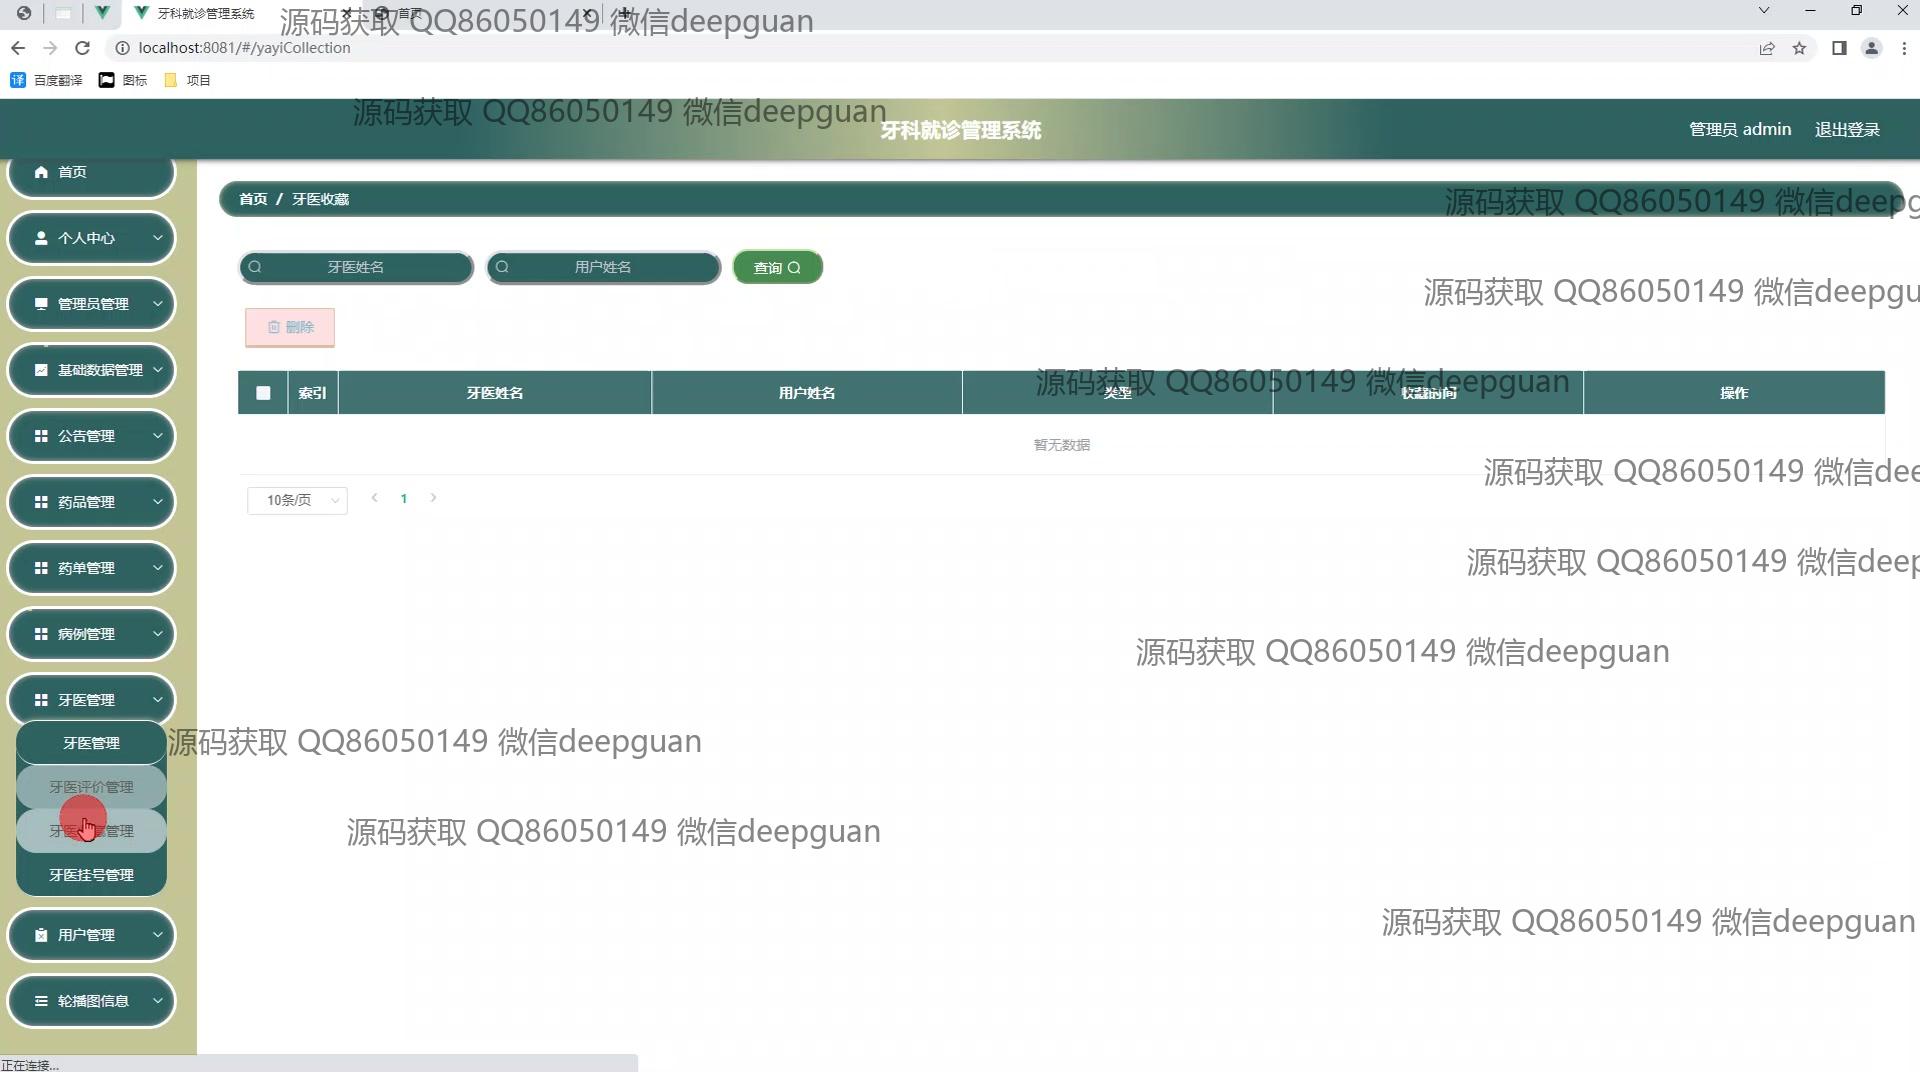 牙科就诊管理系统
首页
源码获取 QQ86050149 微信deepguan
localhost:8081/#/yayiCollection
百度翻译
图标
项目
源码获取 QQ86050149 微信deepguan
牙科就诊管理系统
管理员 admin
退出登录
首页
首页 / 牙医收藏
源码获取 QQ86050149 微信deepg
个人中心
牙医姓名
用户姓名
查询
源码获取 QQ86050149 微信deepgu
管理员管理
删除
基础数据管理
源码获取 QQ86050149 微信deepguan
索引
牙医姓名
用户姓名
类型
收藏时间
操作
公告管理
暂无数据
源码获取 QQ86050149 微信dee
药品管理
10条/页
1
药单管理
源码获取 QQ86050149 微信deep
病例管理
源码获取 QQ86050149 微信deepguan
牙医管理
牙医管理
源码获取 QQ86050149 微信deepguan
牙医评价管理
源码获取 QQ86050149 微信deepguan
牙医挂号管理
用户管理
源码获取 QQ86050149 微信deepguan
轮播图信息
正在连接...